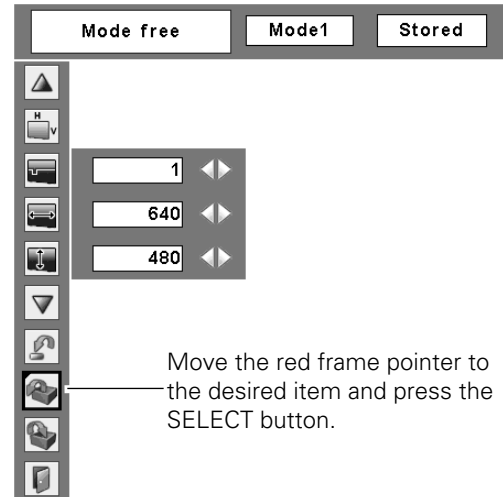 Mode free Mode1 Stored
H
V
1
640
480
Move the red frame pointer to
the desired item and press the
SELECT button.